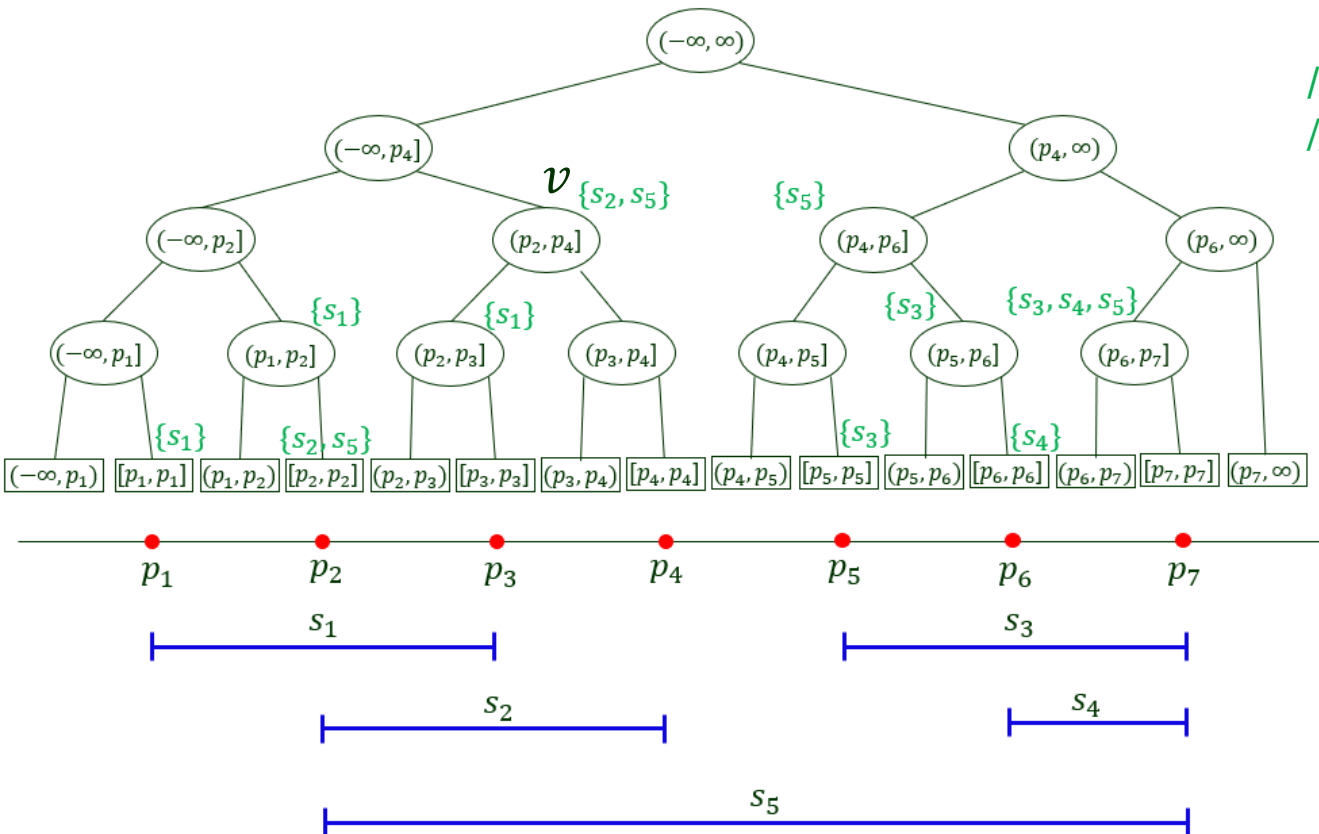 (−∞, ∞)
//
(−∞, p₄] (p₄, ∞)
v {s₂, s₅} {s₅}
(−∞, p₂] (p₂, p₄] (p₄, p₆] (p₆, ∞)
{s₁} {s₁} {s₃} {s₃, s₄, s₅}
(−∞, p₁] (p₁, p₂] (p₂, p₃] (p₃, p₄] (p₄, p₅] (p₅, p₆] (p₆, p₇]
{s₁} {s₂, s₅} {s₃} {s₄}
(−∞, p₁) [p₁, p₁] (p₁, p₂) [p₂, p₂] (p₂, p₃) [p₃, p₃] (p₃, p₄) [p₄, p₄] (p₄, p₅) [p₅, p₅] (p₅, p₆) [p₆, p₆] (p₆, p₇) [p₇, p₇] (p₇, ∞)
p₁ p₂ p₃ p₄ p₅ p₆ p₇
s₁ s₃
s₂ s₄
s₅